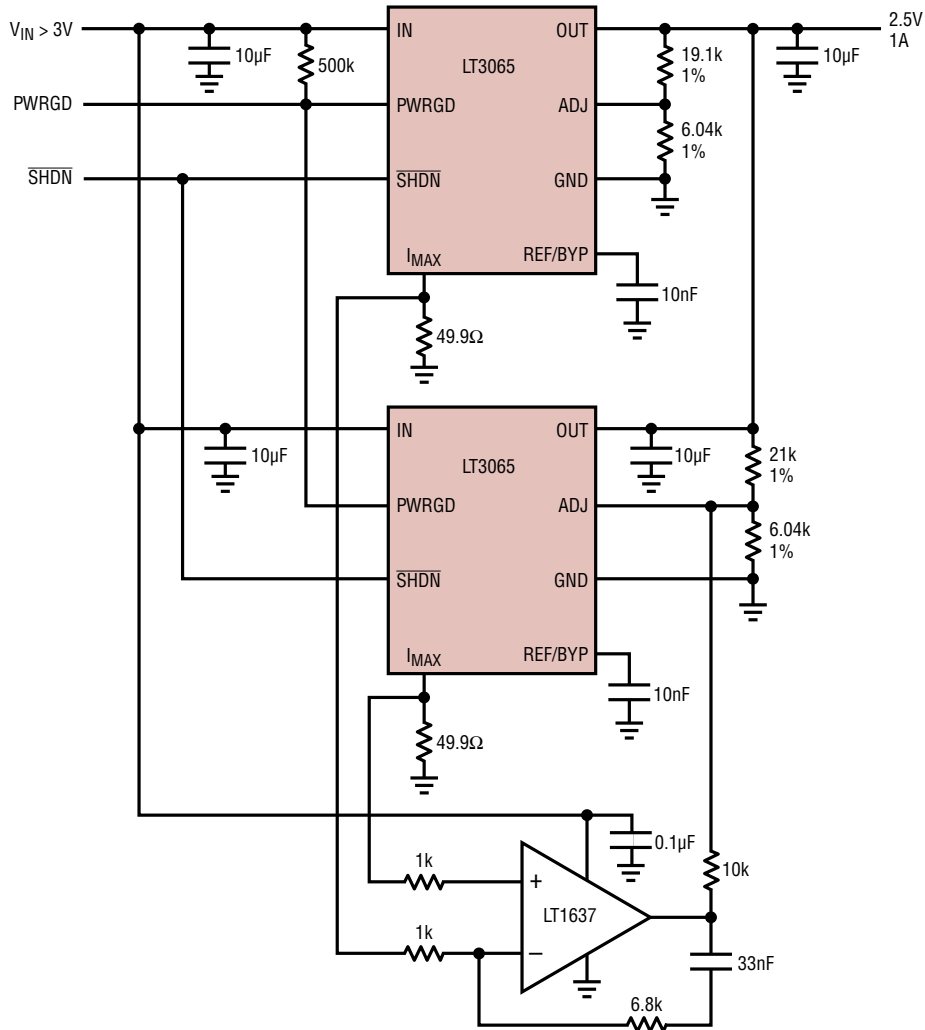 V_IN > 3V
10µF
500k
IN
OUT
LT3065
19.1k
1%
10µF
2.5V
1A
PWRGD
PWRGD
ADJ
6.04k
1%
SHDN
SHDN
GND
I_MAX
REF/BYP
10nF
49.9Ω
10µF
IN
OUT
LT3065
10µF
21k
1%
PWRGD
ADJ
6.04k
1%
SHDN
GND
I_MAX
REF/BYP
10nF
49.9Ω
0.1µF
1k
+
10k
LT1637
1k
−
33nF
6.8k